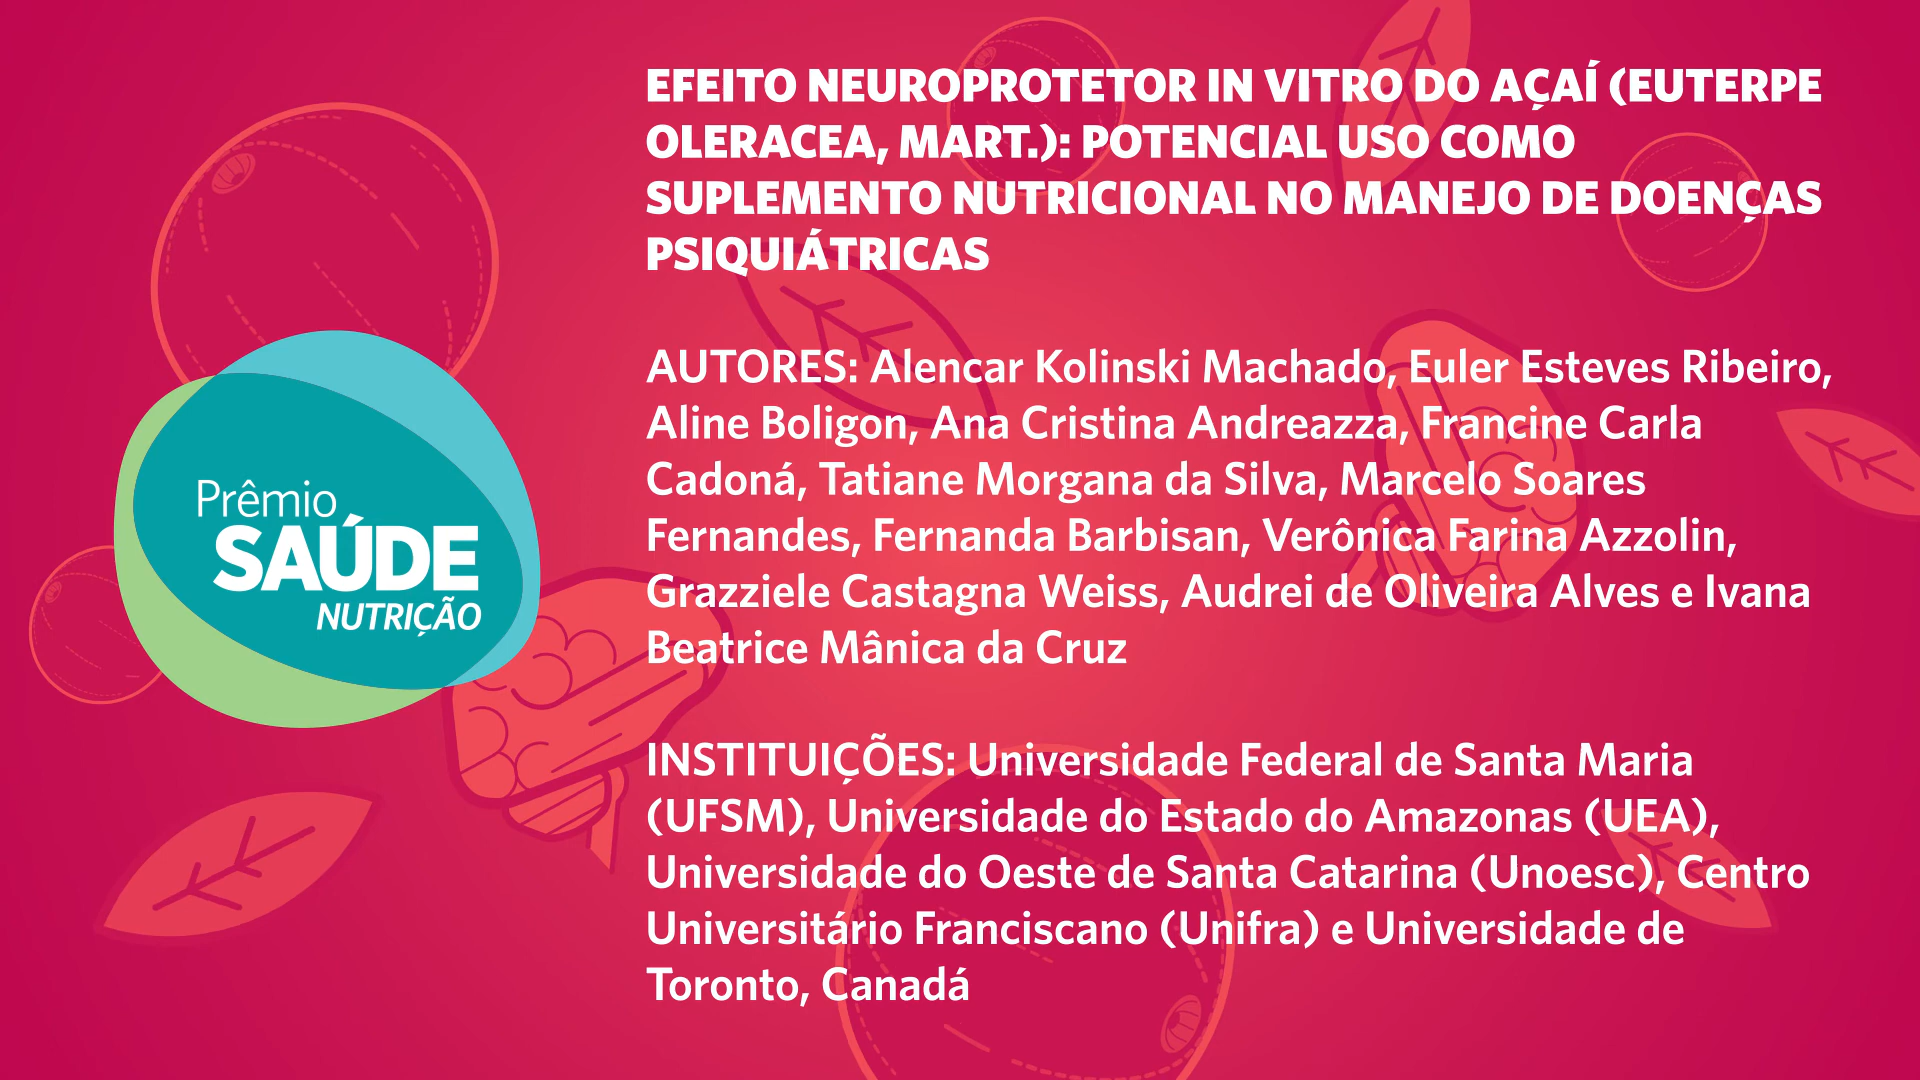 EFEITO NEUROPROTETOR IN VITRO DO AÇAÍ (EUTERPE
OLERACEA, MART.): POTENCIAL USO COMO
SUPLEMENTO NUTRICIONAL NO MANEJO DE DOENÇAS
PSIQUIÁTRICAS
AUTORES: Alencar Kolinski Machado, Euler Esteves Ribeiro,
Aline Boligon, Ana Cristina Andreazza, Francine Carla
Cadoná, Tatiane Morgana da Silva, Marcelo Soares
Fernandes, Fernanda Barbisan, Verônica Farina Azzolin,
Grazziele Castagna Weiss, Audrei de Oliveira Alves e Ivana
Beatrice Mânica da Cruz
INSTITUIÇÕES: Universidade Federal de Santa Maria
(UFSM), Universidade do Estado do Amazonas (UEA),
Universidade do Oeste de Santa Catarina (Unoesc), Centro
Universitário Franciscano (Unifra) e Universidade de
Toronto, Canadá
Prêmio
SAÚDE
NUTRIÇÃO